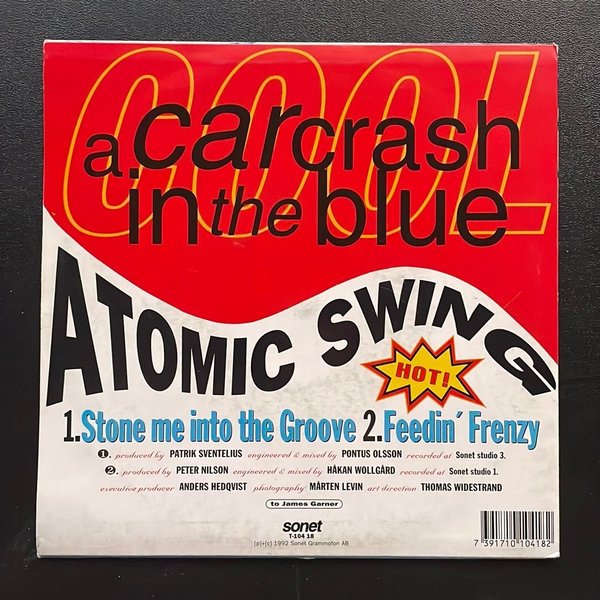 COOL
a car crash
in the blue
ATOMIC SWING
HOT!
1.Stone me into the Groove 2.Feedin´ Frenzy
1. produced by PATRIK SVENTELIUS engineered & mixed by PONTUS OLSSON recorded at Sonet studio 3.
2. produced by PETER NILSON engineered & mixed by HÅKAN WOLLGÅRD recorded at Sonet studio 1.
executive producer ANDERS HEDQVIST photography MÅRTEN LEVIN art direction THOMAS WIDESTRAND
to James Garner
sonet
T-104 18
(p)+(c) 1992 Sonet Grammofon AB
7 391710 104182